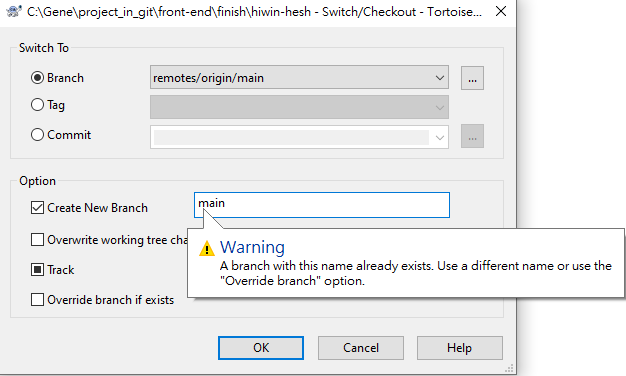 C:\Gene\project_in_git\front-end\finish\hiwin-hesh - Switch/Checkout - Tortoise...
Switch To
Branch
remotes/origin/main
...
Tag
Commit
...
Option
Create New Branch
main
Overwrite working tree cha
Warning
A branch with this name already exists. Use a different name or use the
"Override branch" option.
Track
Override branch if exists
OK
Cancel
Help